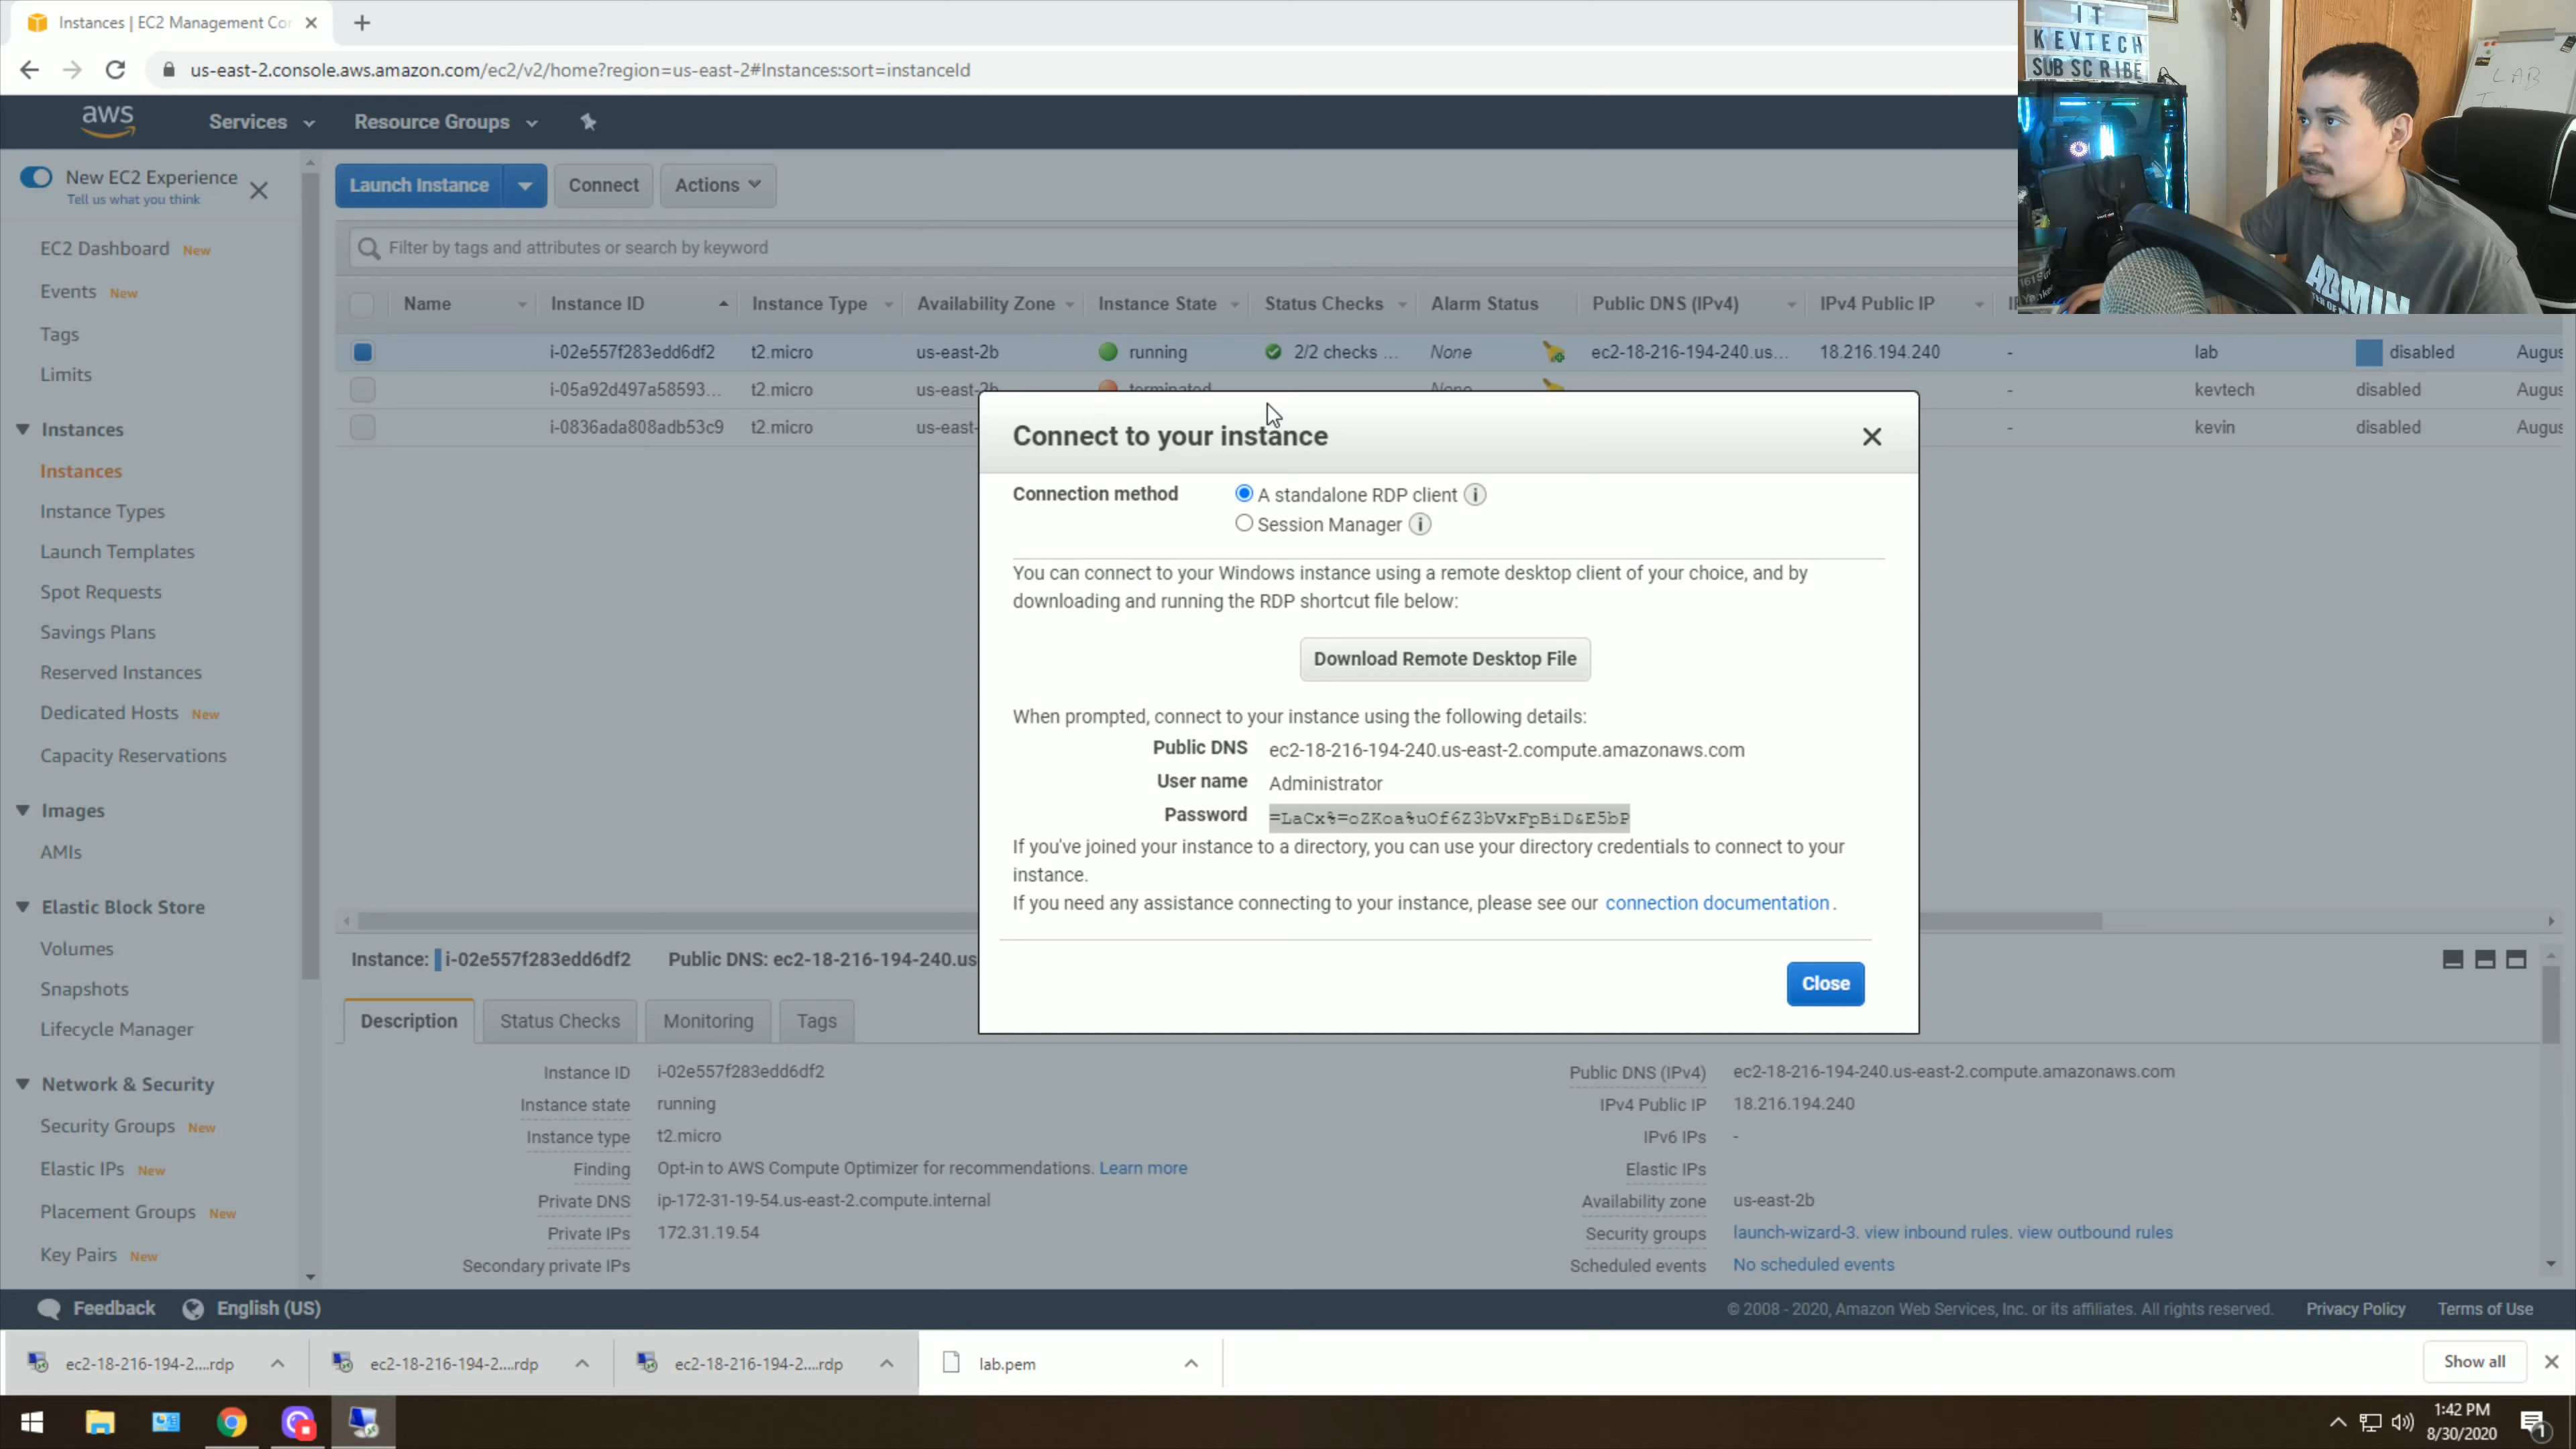 Instances | EC2 Management Con
us-east-2.console.aws.amazon.com/ec2/v2/home?region=us-east-2#Instances:sort=instanceId
IT
KEVTECH
SUBSCRIBE
LAB
ADMIN
aws
Services
Resource Groups
New EC2 Experience
Tell us what you think
Launch Instance
Connect
Actions
Filter by tags and attributes or search by keyword
EC2 Dashboard New
Events New
Tags
Limits
Instances
Instances
Instance Types
Launch Templates
Spot Requests
Savings Plans
Reserved Instances
Dedicated Hosts New
Capacity Reservations
Images
AMIs
Elastic Block Store
Volumes
Snapshots
Lifecycle Manager
Network & Security
Security Groups New
Elastic IPs New
Placement Groups New
Key Pairs New
Name Instance ID Instance Type Availability Zone Instance State Status Checks Alarm Status Public DNS (IPv4) IPv4 Public IP
i-02e557f283edd6df2 t2.micro us-east-2b running 2/2 checks ... None ec2-18-216-194-240.us... 18.216.194.240 - lab disabled Augus
i-05a92d497a58593... t2.micro us-east-2b terminated None - kevtech disabled Augus
i-0836ada808adb53c9 t2.micro us-east- - kevin disabled Augus
Connect to your instance
Connection method
A standalone RDP client
Session Manager
You can connect to your Windows instance using a remote desktop client of your choice, and by
downloading and running the RDP shortcut file below:
Download Remote Desktop File
When prompted, connect to your instance using the following details:
Public DNS ec2-18-216-194-240.us-east-2.compute.amazonaws.com
User name Administrator
Password =LaCx%=oZKoa%uOf6Z3bVxFpBiD&E5bP
If you've joined your instance to a directory, you can use your directory credentials to connect to your
instance.
If you need any assistance connecting to your instance, please see our connection documentation.
Close
Instance: i-02e557f283edd6df2 Public DNS: ec2-18-216-194-240.us
Description
Status Checks
Monitoring
Tags
Instance ID i-02e557f283edd6df2
Instance state running
Instance type t2.micro
Finding Opt-in to AWS Compute Optimizer for recommendations. Learn more
Private DNS ip-172-31-19-54.us-east-2.compute.internal
Private IPs 172.31.19.54
Secondary private IPs
Public DNS (IPv4) ec2-18-216-194-240.us-east-2.compute.amazonaws.com
IPv4 Public IP 18.216.194.240
IPv6 IPs -
Elastic IPs
Availability zone us-east-2b
Security groups launch-wizard-3. view inbound rules. view outbound rules
Scheduled events No scheduled events
Feedback
English (US)
© 2008 - 2020, Amazon Web Services, Inc. or its affiliates. All rights reserved.
Privacy Policy
Terms of Use
ec2-18-216-194-2....rdp
ec2-18-216-194-2....rdp
ec2-18-216-194-2....rdp
lab.pem
Show all
1:42 PM
8/30/2020
1